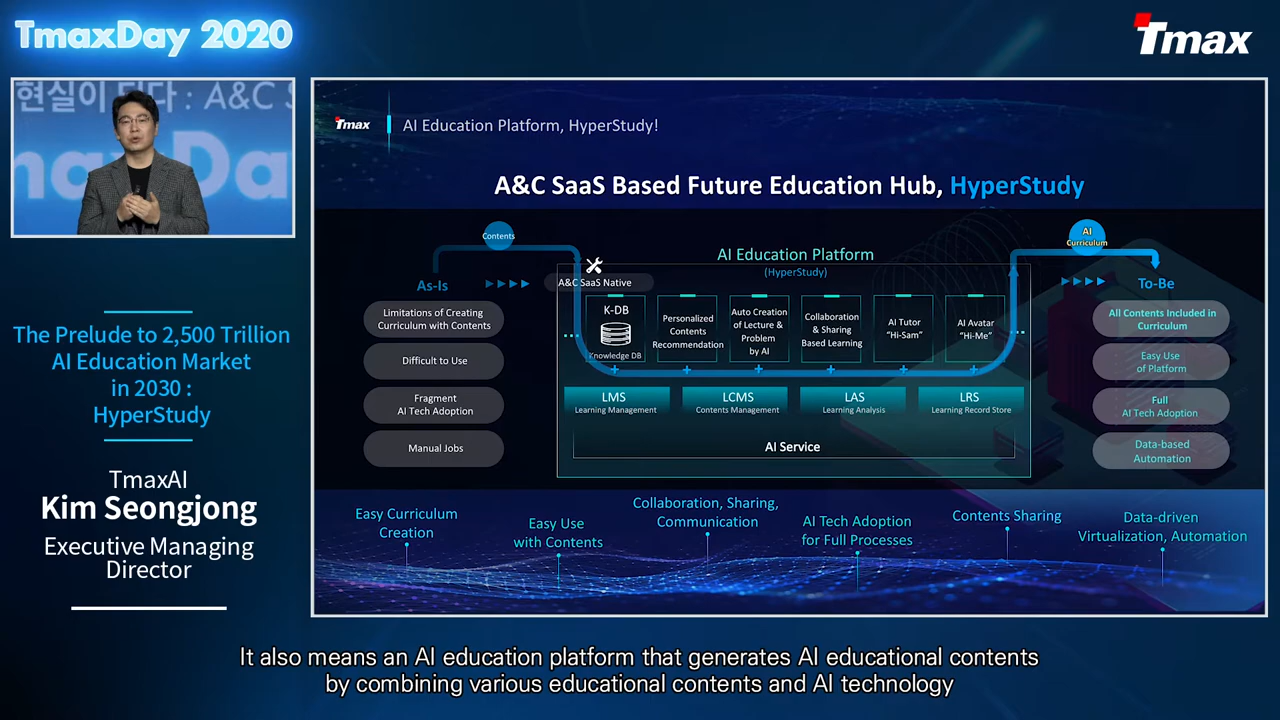 TmaxDay 2020
Tmax
현실이 된다 : A&C S
maxDa
The Prelude to 2,500 Trillion
AI Education Market
in 2030 :
HyperStudy
TmaxAI
Kim Seongjong
Executive Managing
Director
Tmax
AI Education Platform, HyperStudy!
A&C SaaS Based Future Education Hub, HyperStudy
Contents
As-Is
Limitations of Creating
Curriculum with Contents
Difficult to Use
Fragment
AI Tech Adoption
Manual Jobs
AI Education Platform
(HyperStudy)
A&C SaaS Native
K-DB
Knowledge DB
Personalized
Contents
Recommendation
Auto Creation
of Lecture &
Problem
by AI
Collaboration
& Sharing
Based Learning
AI Tutor
“Hi-Sam”
AI Avatar
“Hi-Me”
LMS
Learning Management
LCMS
Contents Management
LAS
Learning Analysis
LRS
Learning Record Store
AI Service
AI
Curriculum
To-Be
All Contents Included in
Curriculum
Easy Use
of Platform
Full
AI Tech Adoption
Data-based
Automation
Easy Curriculum
Creation
Easy Use
with Contents
Collaboration, Sharing,
Communication
AI Tech Adoption
for Full Processes
Contents Sharing
Data-driven
Virtualization, Automation
It also means an AI education platform that generates AI educational contents
by combining various educational contents and AI technology